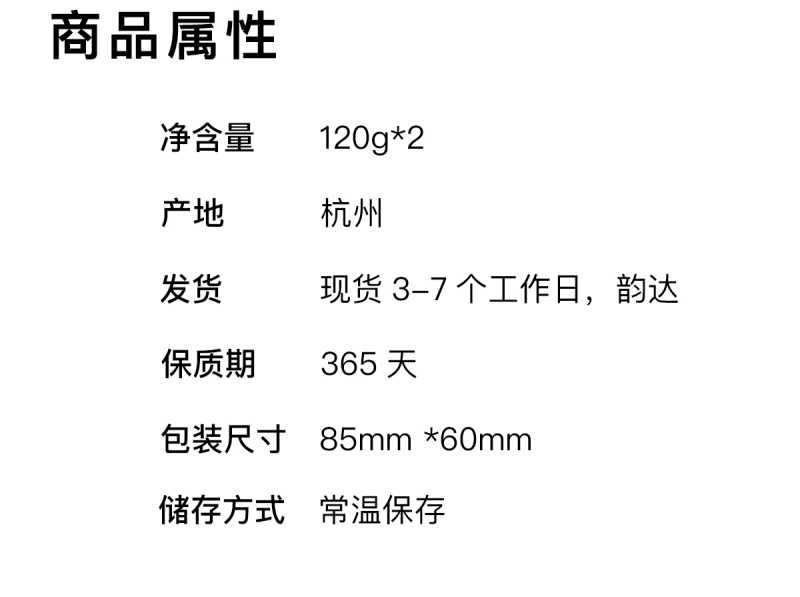 商品属性
净含量 120g*2
产地 杭州
发货 现货 3-7 个工作日，韵达
保质期 365 天
包装尺寸 85mm *60mm
储存方式 常温保存